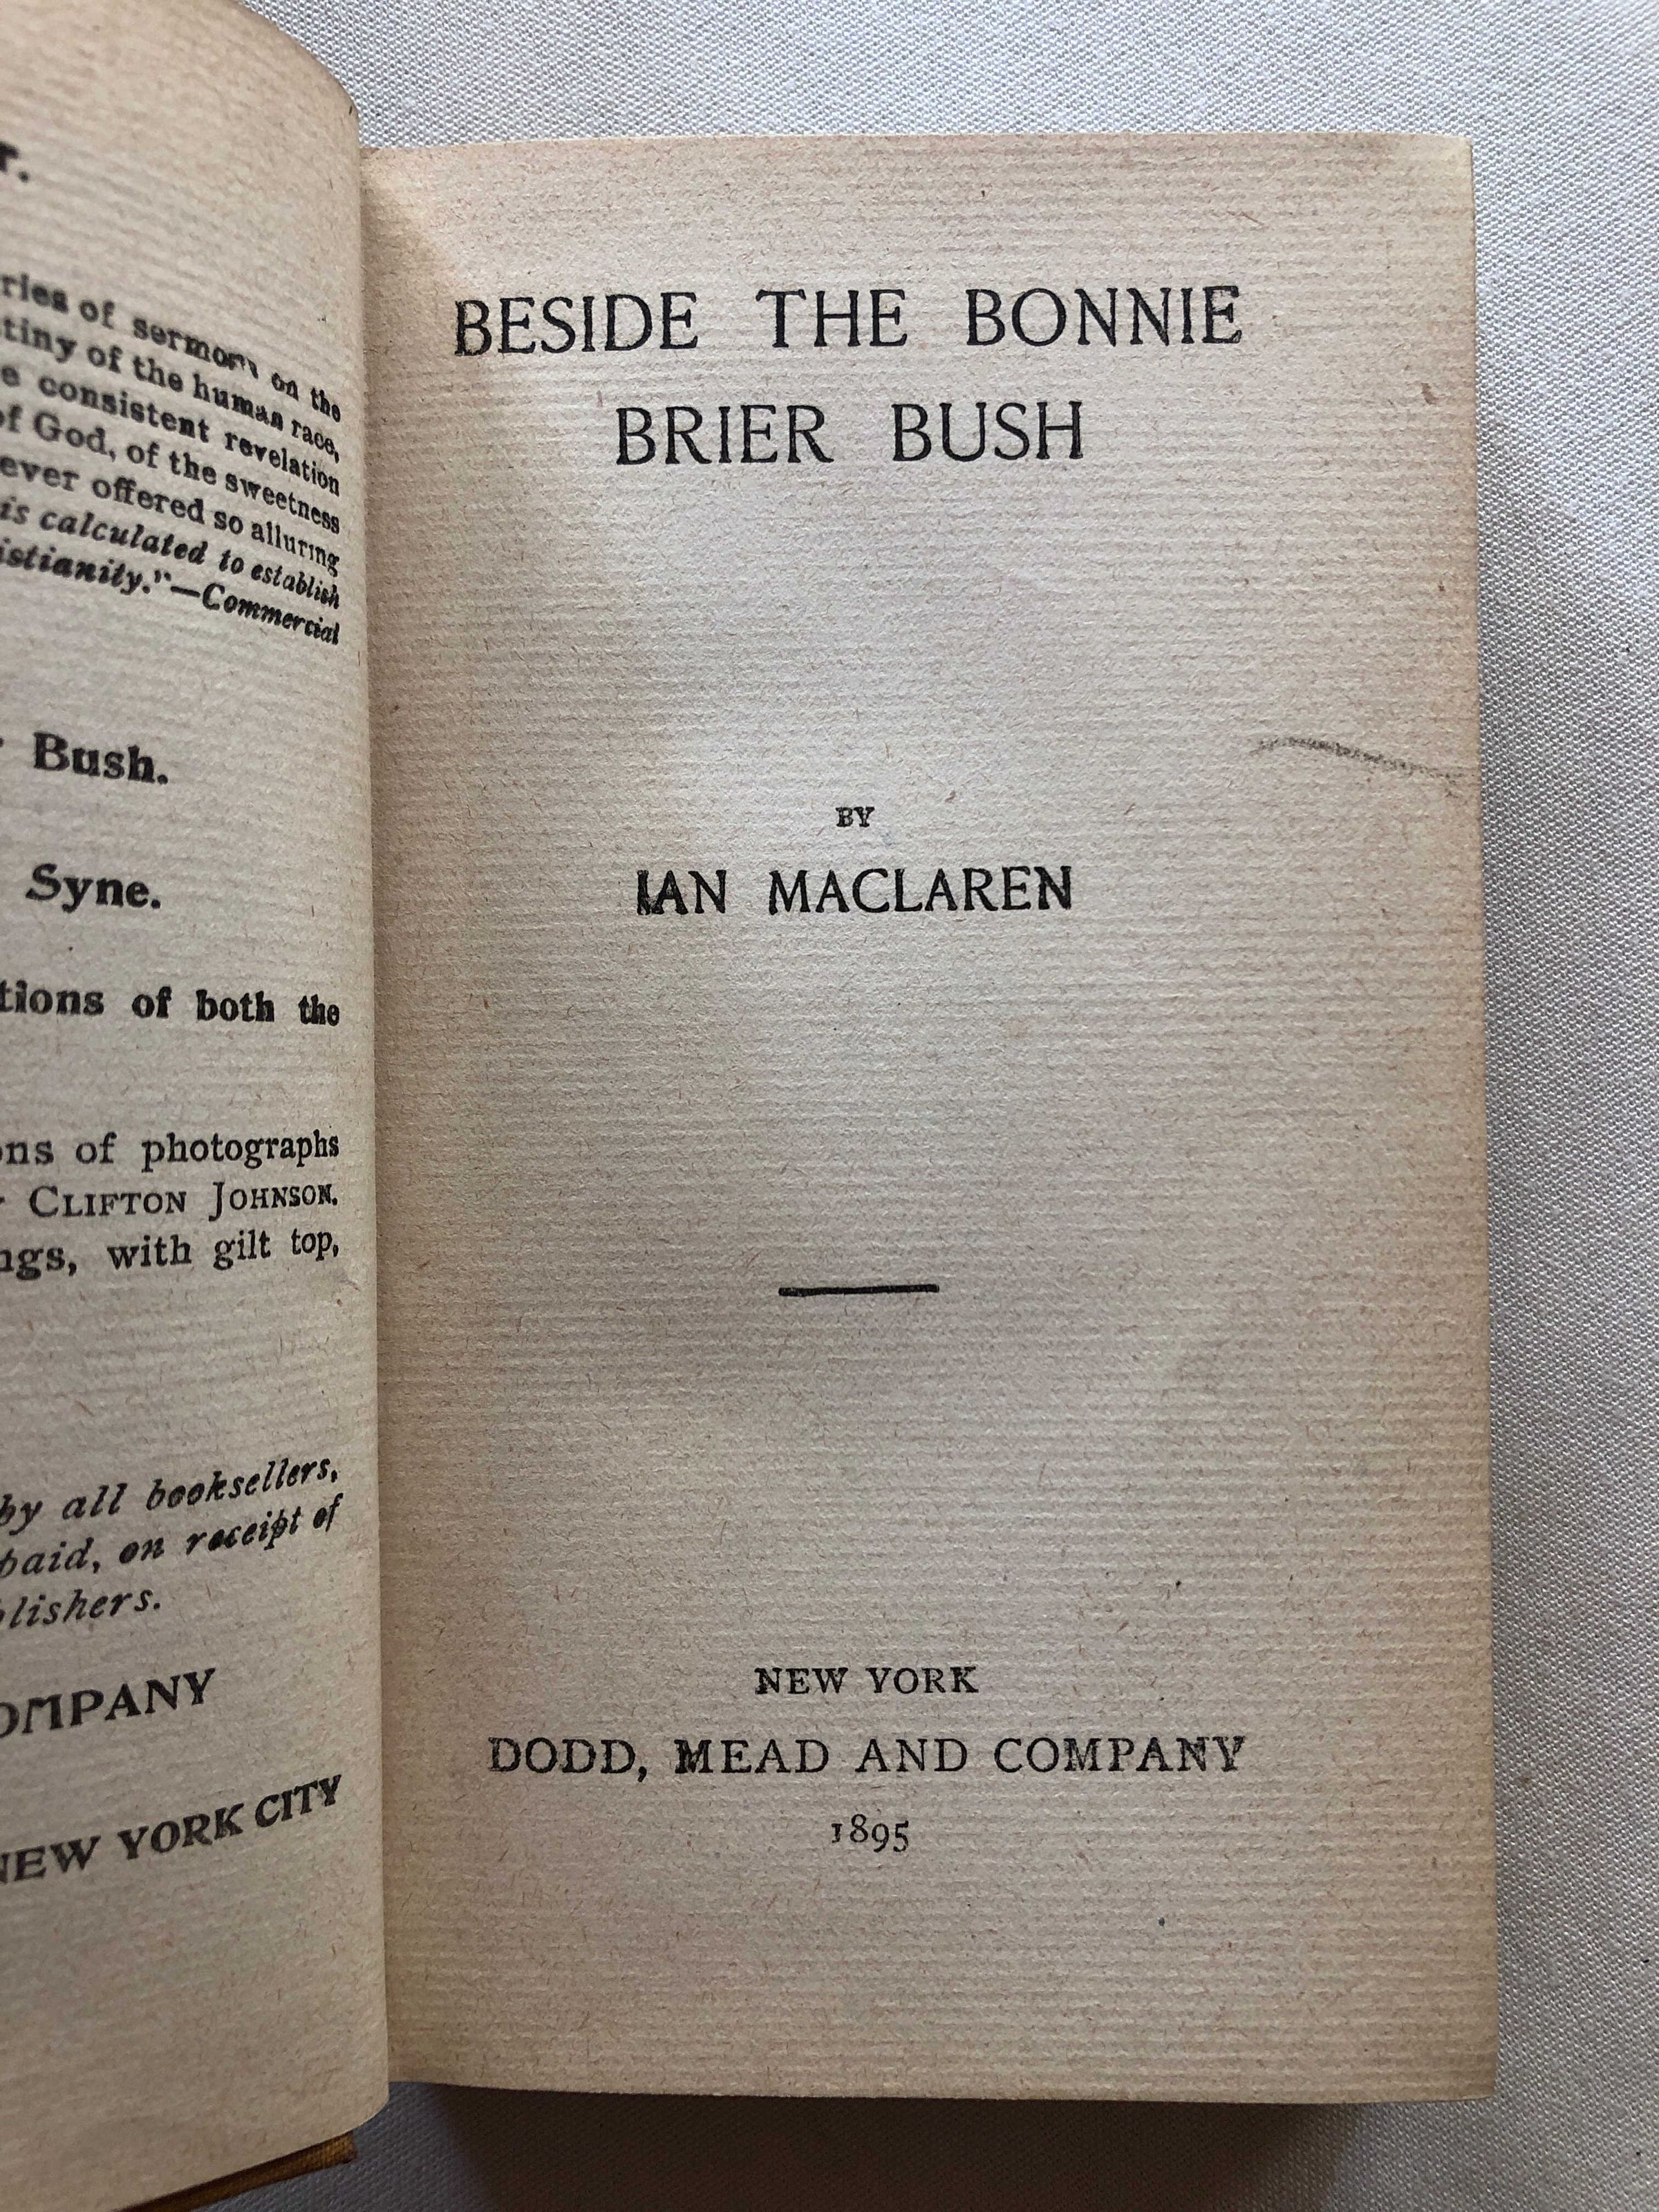 r.
ries of sermons on the
tiny of the human race,
e consistent revelation
of God, of the sweetness
ever offered so alluring
is calculated to establish
istianity."—Commercial
Bush.
Syne.
tions of both the
ons of photographs
CLIFTON JOHNSON.
ngs, with gilt top,
by all booksellers,
paid, on receipt of
blishers.
OMPANY
NEW YORK CITY
BESIDE THE BONNIE
BRIER BUSH
BY
IAN MACLAREN
NEW YORK
DODD, MEAD AND COMPANY
1895